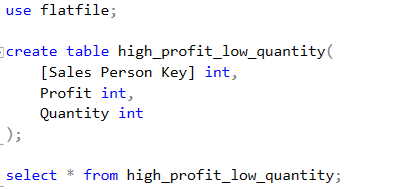 use flatfile;
create table high_profit_low_quantity(
[Sales Person Key] int,
Profit int,
Quantity int
);
select * from high_profit_low_quantity;